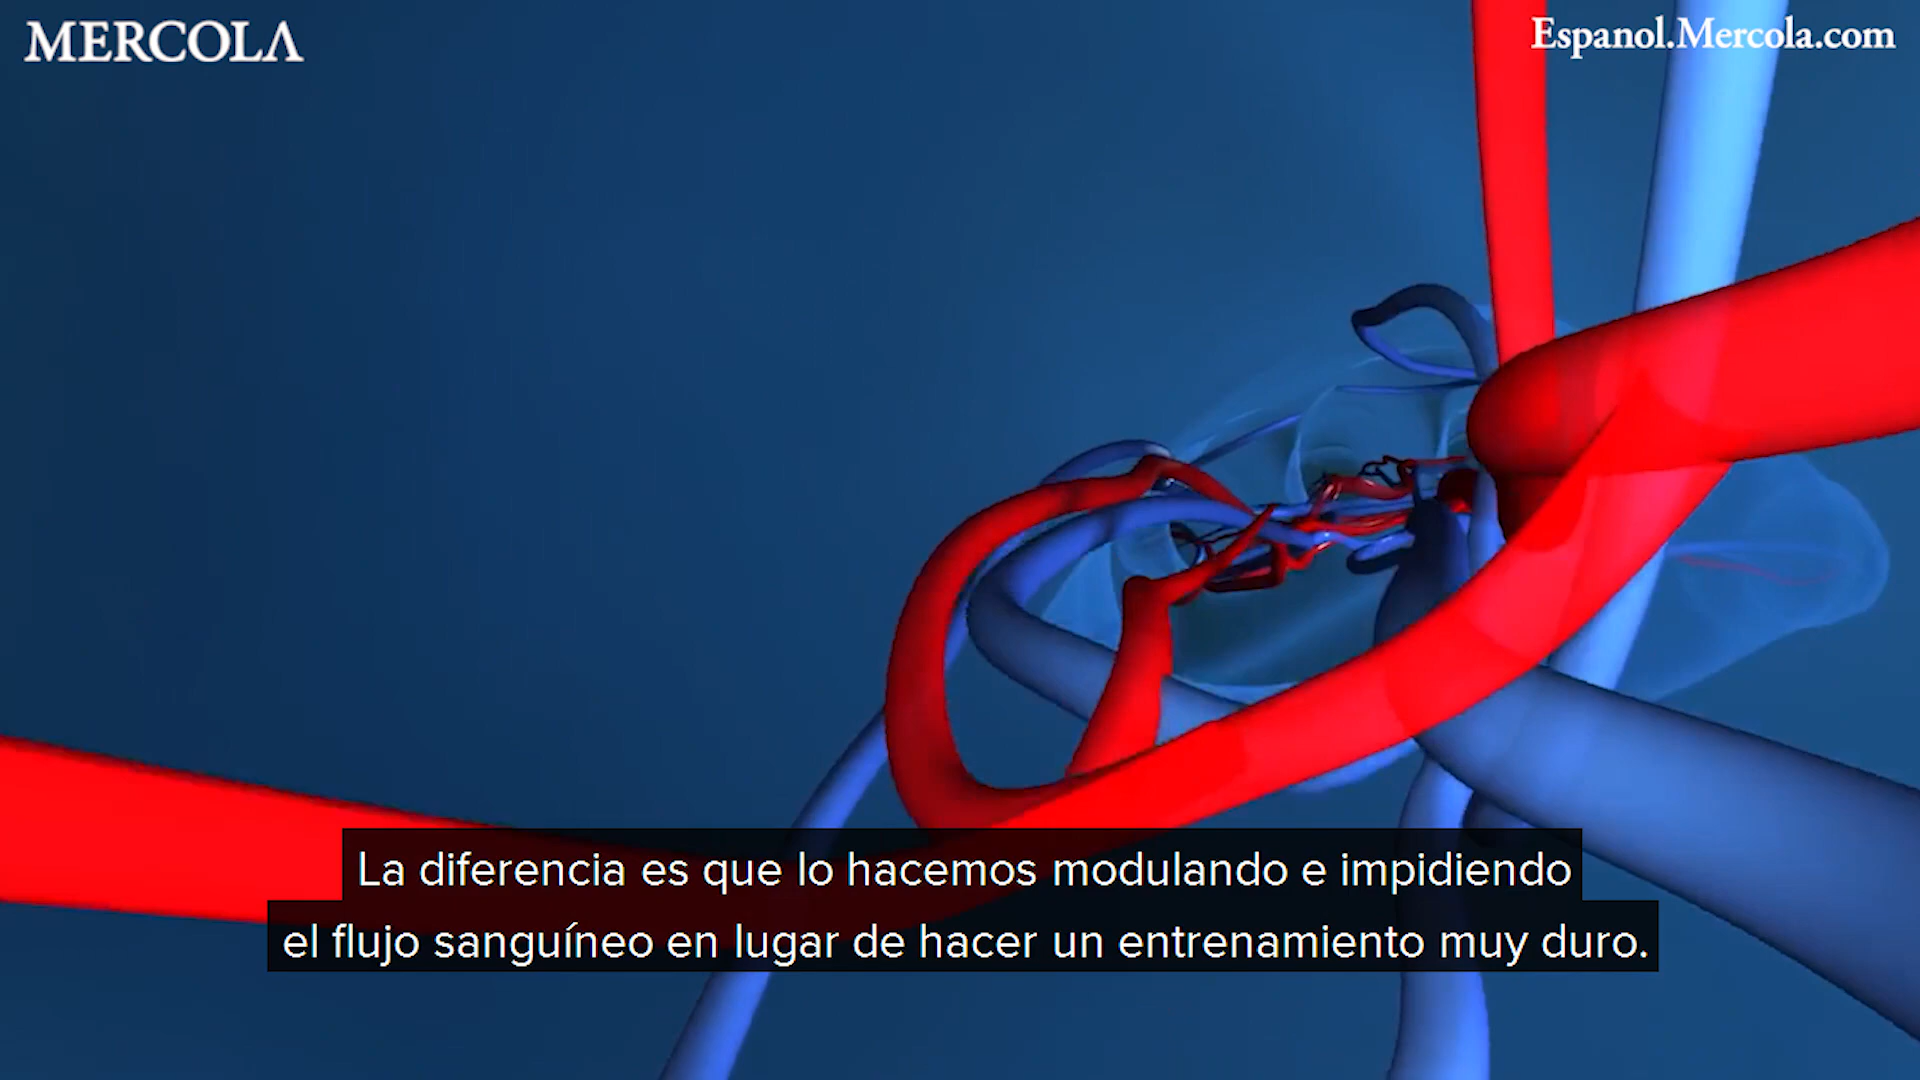 MERCOLA
Espanol.Mercola.com
La diferencia es que lo hacemos modulando e impidiendo
el flujo sanguíneo en lugar de hacer un entrenamiento muy duro.